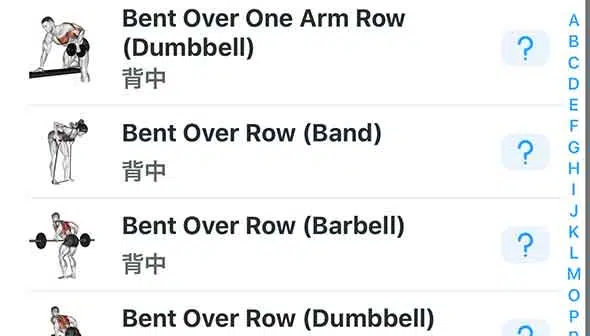 Bent Over One Arm Row
(Dumbbell)
背中
?
Bent Over Row (Band)
背中
?
Bent Over Row (Barbell)
背中
?
Bent Over Row (Dumbbell)
A
B
C
D
E
F
G
H
I
J
K
L
M
O
P